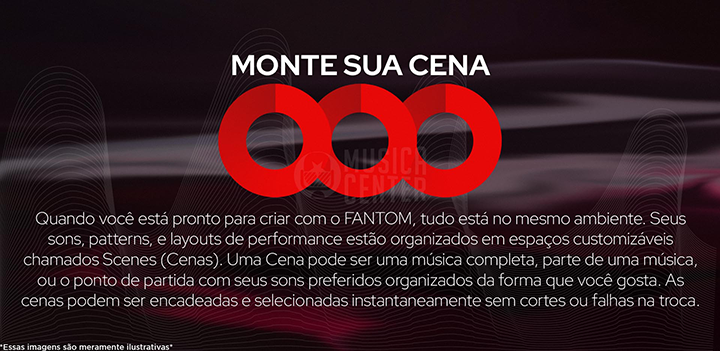 MONTE SUA CENA
MUSICAL
CENTER
Quando você está pronto para criar com o FANTOM, tudo está no mesmo ambiente. Seus
sons, patterns, e layouts de performance estão organizados em espaços customizáveis
chamados Scenes (Cenas). Uma Cena pode ser uma música completa, parte de uma música,
ou o ponto de partida com seus sons preferidos organizados da forma que você gosta. As
cenas podem ser encadeadas e selecionadas instantaneamente sem cortes ou falhas na troca.
*Essas imagens são meramente ilustrativas*